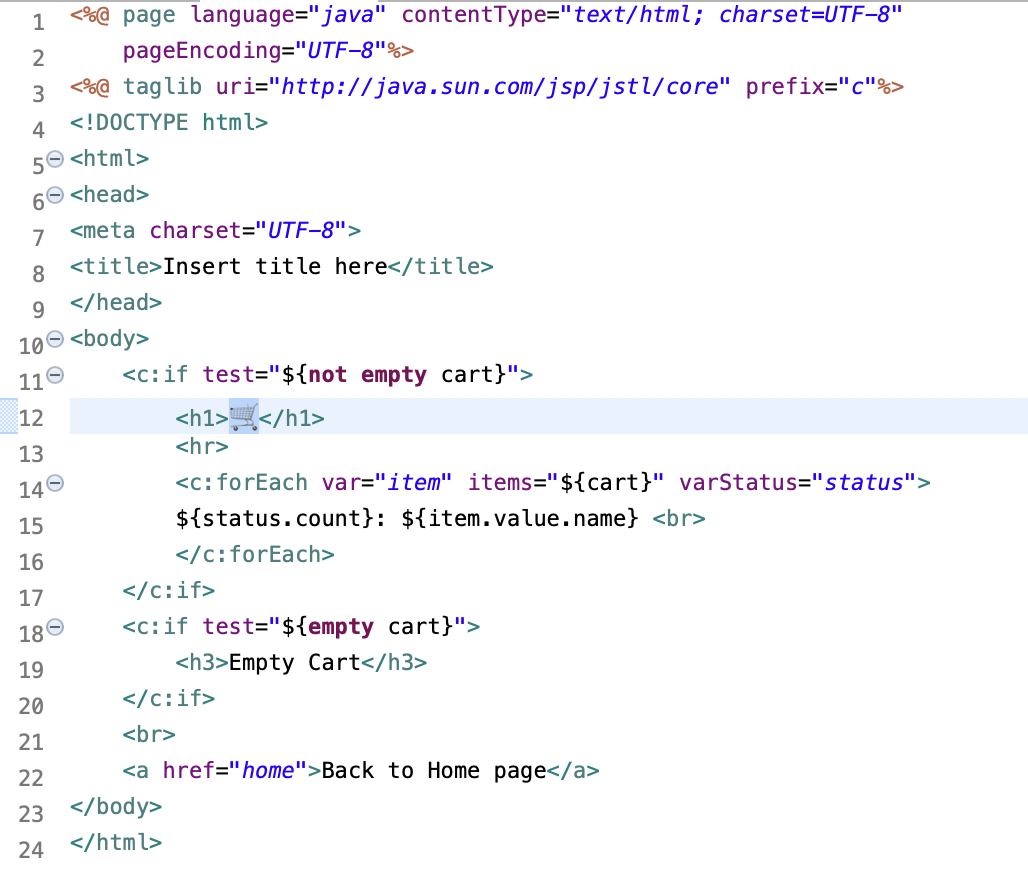 1 <%@ page language="java" contentType="text/html; charset=UTF-8"
2     pageEncoding="UTF-8"%>
3 <%@ taglib uri="http://java.sun.com/jsp/jstl/core" prefix="c"%>
4 <!DOCTYPE html>
5 <html>
6 <head>
7 <meta charset="UTF-8">
8 <title>Insert title here</title>
9 </head>
10 <body>
11     <c:if test="${not empty cart}">
12         <h1>🛒</h1>
13         <hr>
14         <c:forEach var="item" items="${cart}" varStatus="status">
15         ${status.count}: ${item.value.name} <br>
16         </c:forEach>
17     </c:if>
18     <c:if test="${empty cart}">
19         <h3>Empty Cart</h3>
20     </c:if>
21     <br>
22     <a href="home">Back to Home page</a>
23 </body>
24 </html>